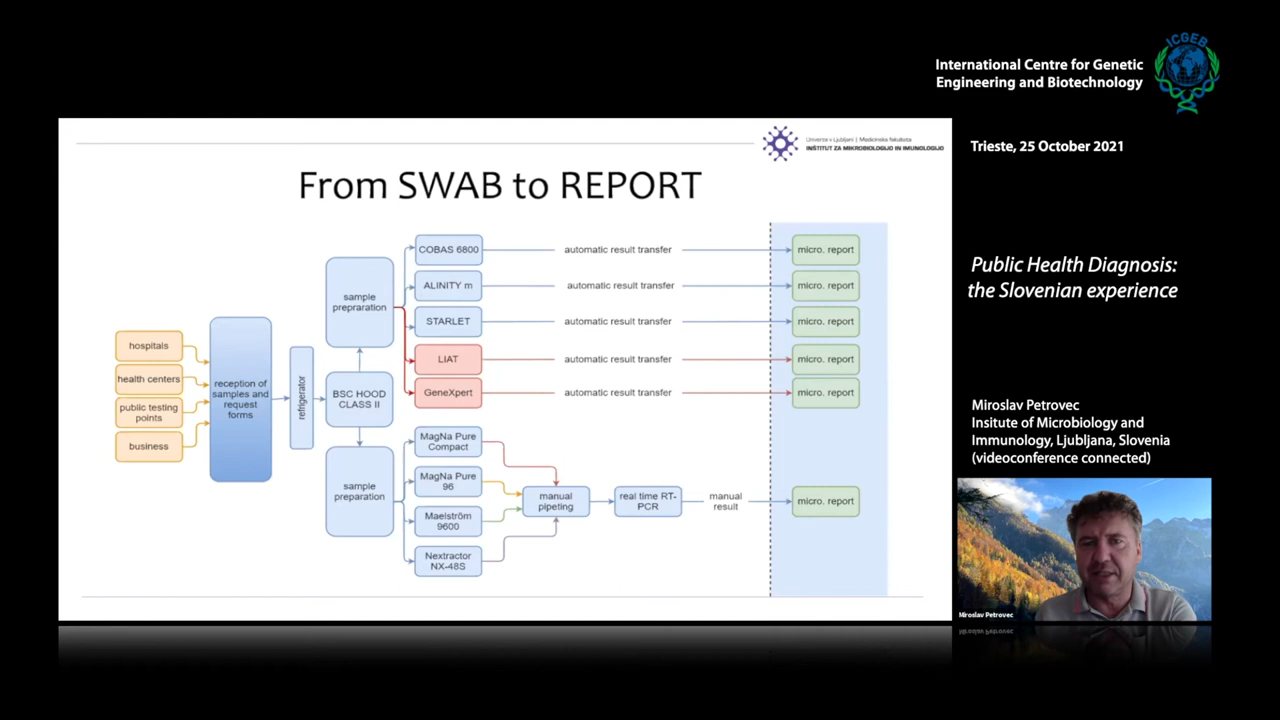 International Centre for Genetic
Engineering and Biotechnology
ICGEB
Trieste, 25 October 2021
Public Health Diagnosis:
the Slovenian experience
Miroslav Petrovec
Insitute of Microbiology and
Immunology, Ljubljana, Slovenia
(videoconference connected)
Miroslav Petrovec
Univerza v Ljubljani | Medicinska fakulteta
INŠTITUT ZA MIKROBIOLOGIJO IN IMUNOLOGIJO
From SWAB to REPORT
hospitals
health centers
public testing
points
business
reception of
samples and
request
forms
refrigerator
BSC HOOD
CLASS II
sample
prepraration
COBAS 6800
automatic result transfer
micro. report
ALINITY m
automatic result transfer
micro. report
STARLET
automatic result transfer
micro. report
LIAT
automatic result transfer
micro. report
GeneXpert
automatic result transfer
micro. report
sample
preparation
MagNa Pure
Compact
MagNa Pure
96
Maelström
9600
Nextractor
NX-48S
manual
pipeting
real time RT-
PCR
manual
result
micro. report